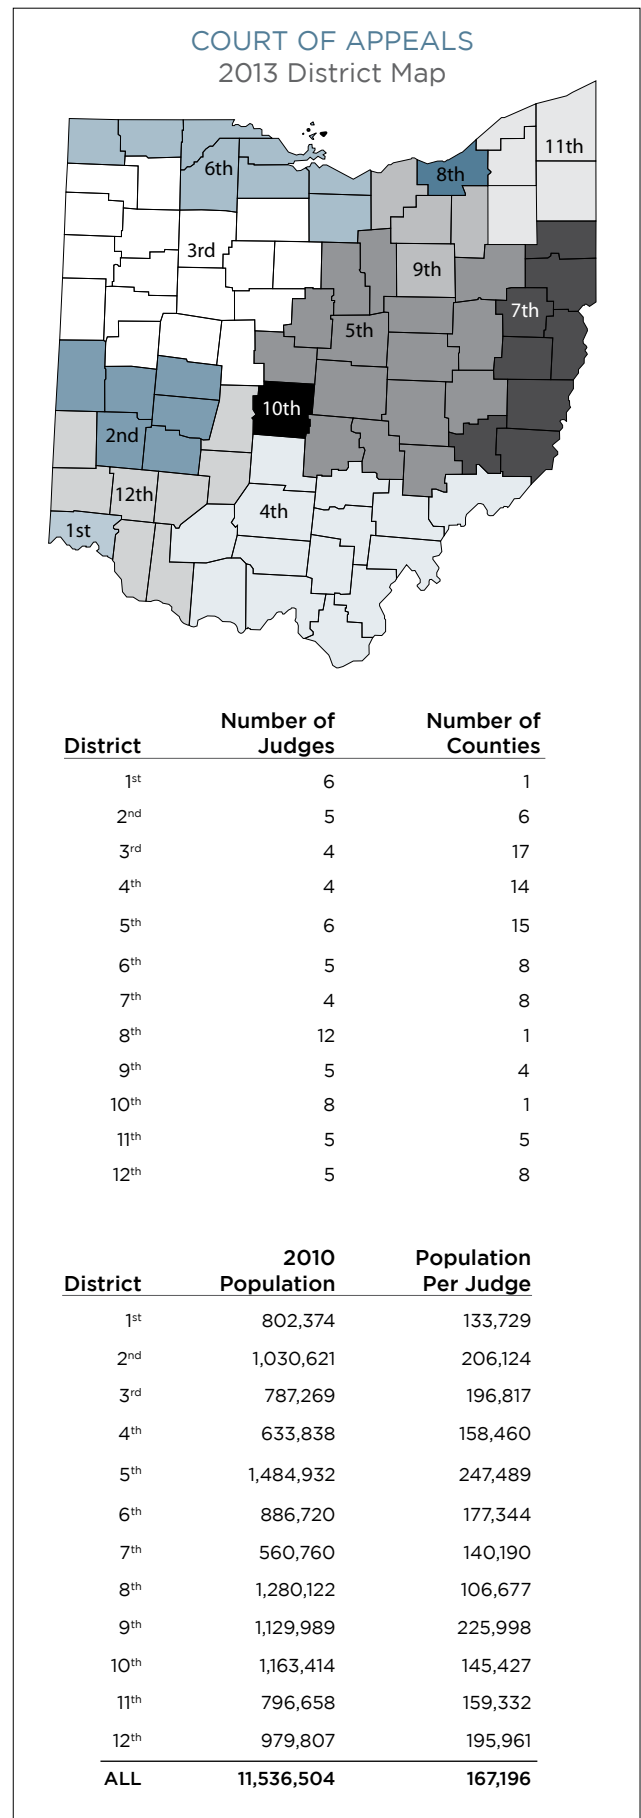 COURT OF APPEALS
2013 District Map
11th
8th
6th
3rd
9th
7th
5th
10th
2nd
12th
4th
1st
District Number of Judges Number of Counties
1st 6 1
2nd 5 6
3rd 4 17
4th 4 14
5th 6 15
6th 5 8
7th 4 8
8th 12 1
9th 5 4
10th 8 1
11th 5 5
12th 5 8
District 2010 Population Population Per Judge
1st 802,374 133,729
2nd 1,030,621 206,124
3rd 787,269 196,817
4th 633,838 158,460
5th 1,484,932 247,489
6th 886,720 177,344
7th 560,760 140,190
8th 1,280,122 106,677
9th 1,129,989 225,998
10th 1,163,414 145,427
11th 796,658 159,332
12th 979,807 195,961
ALL 11,536,504 167,196